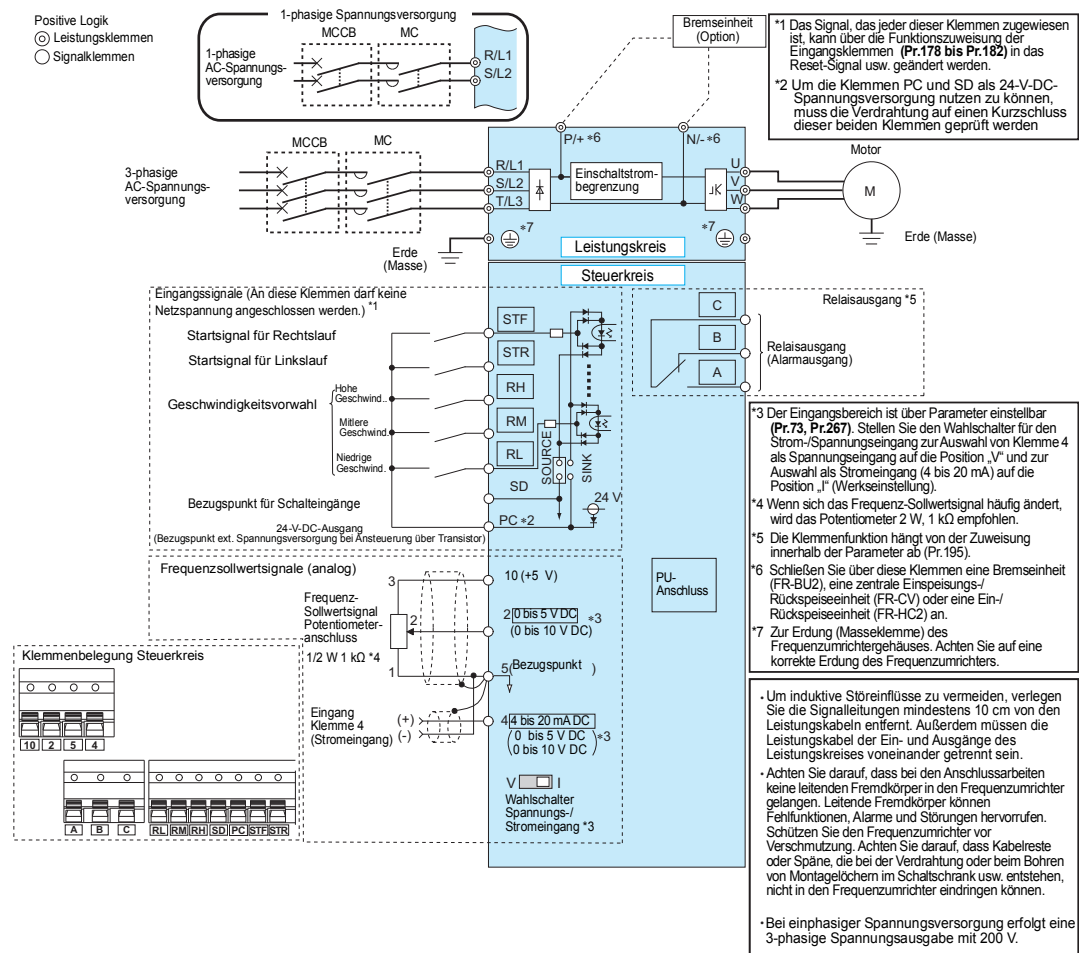 Positive Logik
Leistungsklemmen
Signalklemmen
1-phasige Spannungsversorgung
MCCB
MC
1-phasige
AC-Spannungs-
versorgung
R/L1
S/L2
Bremseinheit
(Option)
*1 Das Signal, das jeder dieser Klemmen zugewiesen
ist, kann über die Funktionszuweisung der
Eingangsklemmen (Pr.178 bis Pr.182) in das
Reset-Signal usw. geändert werden.
*2 Um die Klemmen PC und SD als 24-V-DC-
Spannungsversorgung nutzen zu können,
muss die Verdrahtung auf einen Kurzschluss
dieser beiden Klemmen geprüft werden
MCCB
MC
3-phasige
AC-Spannungs-
versorgung
P/+ *6
N/- *6
R/L1
S/L2
T/L3
Einschaltstrom-
begrenzung
U
V
W
Motor
M
*7
*7
Erde
(Masse)
Erde (Masse)
Leistungskreis
Steuerkreis
Eingangssignale (An diese Klemmen darf keine
Netzspannung angeschlossen werden.) *1
Startsignal für Rechtslauf
Startsignal für Linkslauf
Geschwindigkeitsvorwahl
Hohe
Geschwind..
Mitlere
Geschwind.
Niedrige
Geschwind.
Bezugspunkt für Schalteingänge
24-V-DC-Ausgang
(Bezugspunkt ext. Spannungsversorgung bei Ansteuerung über Transistor)
STF
STR
RH
RM
RL
SD
PC *2
SOURCE
SINK
24 V
C
B
A
Relaisausgang *5
Relaisausgang
(Alarmausgang)
*3 Der Eingangsbereich ist über Parameter einstellbar
(Pr.73, Pr.267). Stellen Sie den Wahlschalter für den
Strom-/Spannungseingang zur Auswahl von Klemme 4
als Spannungseingang auf die Position „V“ und zur
Auswahl als Stromeingang (4 bis 20 mA) auf die
Position „I“ (Werkseinstellung).
*4 Wenn sich das Frequenz-Sollwertsignal häufig ändert,
wird das Potentiometer 2 W, 1 kΩ empfohlen.
*5 Die Klemmenfunktion hängt von der Zuweisung
innerhalb der Parameter ab (Pr.195).
*6 Schließen Sie über diese Klemmen eine Bremseinheit
(FR-BU2), eine zentrale Einspeisungs-/
Rückspeiseeinheit (FR-CV) oder eine Ein-/
Rückspeiseeinheit (FR-HC2) an.
*7 Zur Erdung (Masseklemme) des
Frequenzumrichtergehäuses. Achten Sie auf eine
korrekte Erdung des Frequenzumrichters.
Frequenzsollwertsignale (analog)
Frequenz-
Sollwertsignal
Potentiometer-
anschluss
1/2 W 1 kΩ *4
3
2
1
10 (+5 V)
2 0 bis 5 V DC *3
(0 bis 10 V DC)
5(Bezugspunkt )
PU-
Anschluss
Eingang
Klemme 4
(Stromeingang)
(+)
(-)
4 4 bis 20 mA DC
(0 bis 5 V DC
0 bis 10 V DC) *3
V I
Wahlschalter
Spannungs-/
Stromeingang *3
Klemmenbelegung Steuerkreis
10 2 5 4
A B C
RL RM RH SD PC STF STR
· Um induktive Störeinflüsse zu vermeiden, verlegen
Sie die Signalleitungen mindestens 10 cm von den
Leistungskabeln entfernt. Außerdem müssen die
Leistungskabel der Ein- und Ausgänge des
Leistungskreises voneinander getrennt sein.
· Achten Sie darauf, dass bei den Anschlussarbeiten
keine leitenden Fremdkörper in den Frequenzumrichter
gelangen. Leitende Fremdkörper können
Fehlfunktionen, Alarme und Störungen hervorrufen.
Schützen Sie den Frequenzumrichter vor
Verschmutzung. Achten Sie darauf, dass Kabelreste
oder Späne, die bei der Verdrahtung oder beim Bohren
von Montagelöchern im Schaltschrank usw. entstehen,
nicht in den Frequenzumrichter eindringen können.
· Bei einphasiger Spannungsversorgung erfolgt eine
3-phasige Spannungsausgabe mit 200 V.